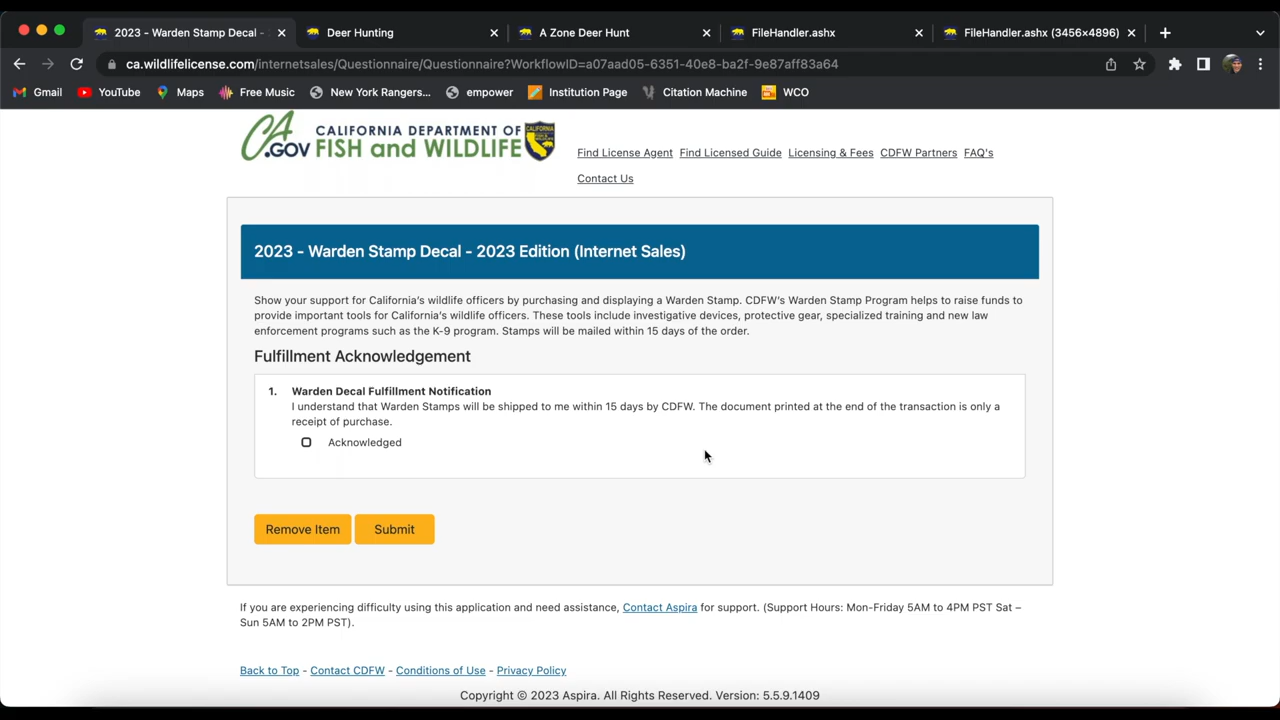 2023 - Warden Stamp Decal -
Deer Hunting
A Zone Deer Hunt
FileHandler.ashx
FileHandler.ashx (3456×4896)
ca.wildlifelicense.com/internetsales/Questionnaire/Questionnaire?WorkflowID=a07aad05-6351-40e8-ba2f-9e87aff83a64
Gmail
YouTube
Maps
Free Music
New York Rangers...
empower
Institution Page
Citation Machine
WCO
CA.GOV
CALIFORNIA DEPARTMENT OF
FISH and WILDLIFE
Find License Agent Find Licensed Guide Licensing & Fees CDFW Partners FAQ's
Contact Us
2023 - Warden Stamp Decal - 2023 Edition (Internet Sales)
Show your support for California's wildlife officers by purchasing and displaying a Warden Stamp. CDFW's Warden Stamp Program helps to raise funds to
provide important tools for California's wildlife officers. These tools include investigative devices, protective gear, specialized training and new law
enforcement programs such as the K-9 program. Stamps will be mailed within 15 days of the order.
Fulfillment Acknowledgement
1. Warden Decal Fulfillment Notification
I understand that Warden Stamps will be shipped to me within 15 days by CDFW. The document printed at the end of the transaction is only a
receipt of purchase.
Acknowledged
Remove Item Submit
If you are experiencing difficulty using this application and need assistance, Contact Aspira for support. (Support Hours: Mon-Friday 5AM to 4PM PST Sat –
Sun 5AM to 2PM PST).
Back to Top - Contact CDFW - Conditions of Use - Privacy Policy
Copyright © 2023 Aspira. All Rights Reserved. Version: 5.5.9.1409